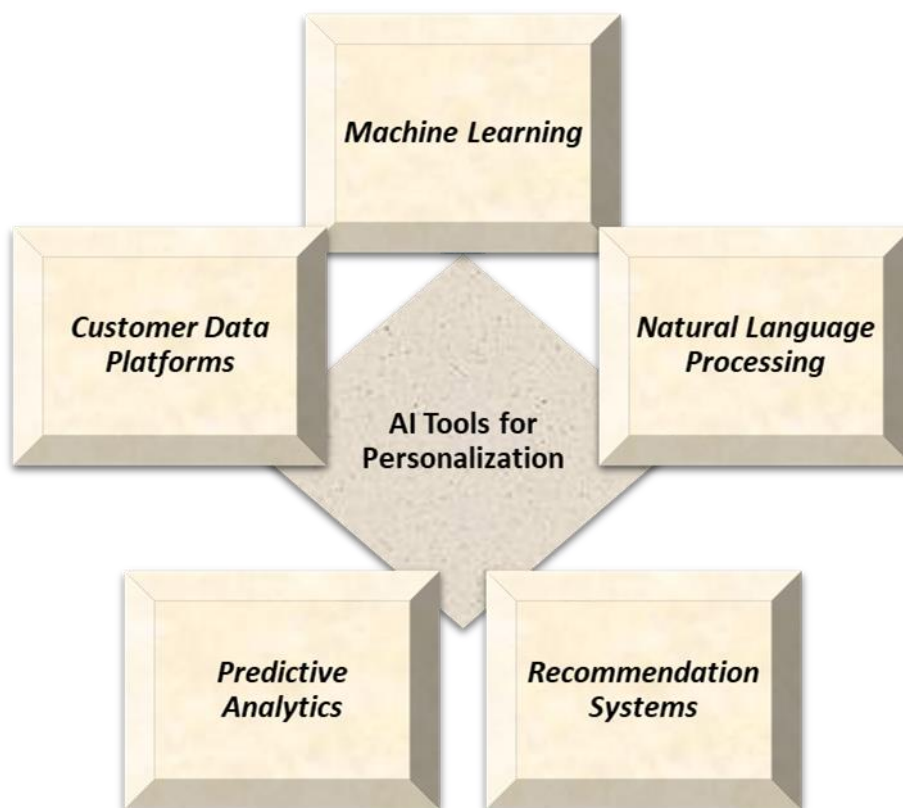 Machine Learning
Customer Data
Platforms
Natural Language
Processing
AI Tools for
Personalization
Predictive
Analytics
Recommendation
Systems